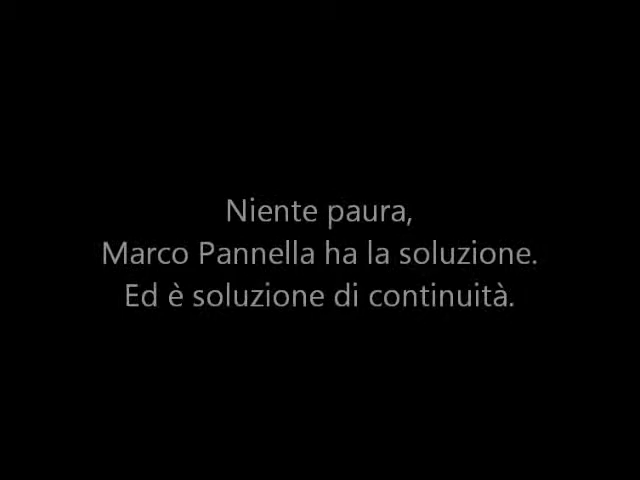 Niente paura,
Marco Pannella ha la soluzione.
Ed è soluzione di continuità.